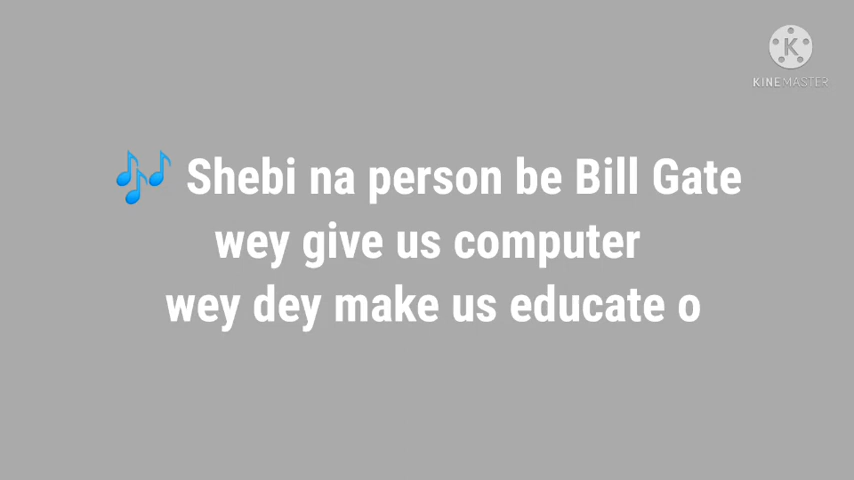 KINEMASTER
🎶 Shebi na person be Bill Gate
wey give us computer
wey dey make us educate o